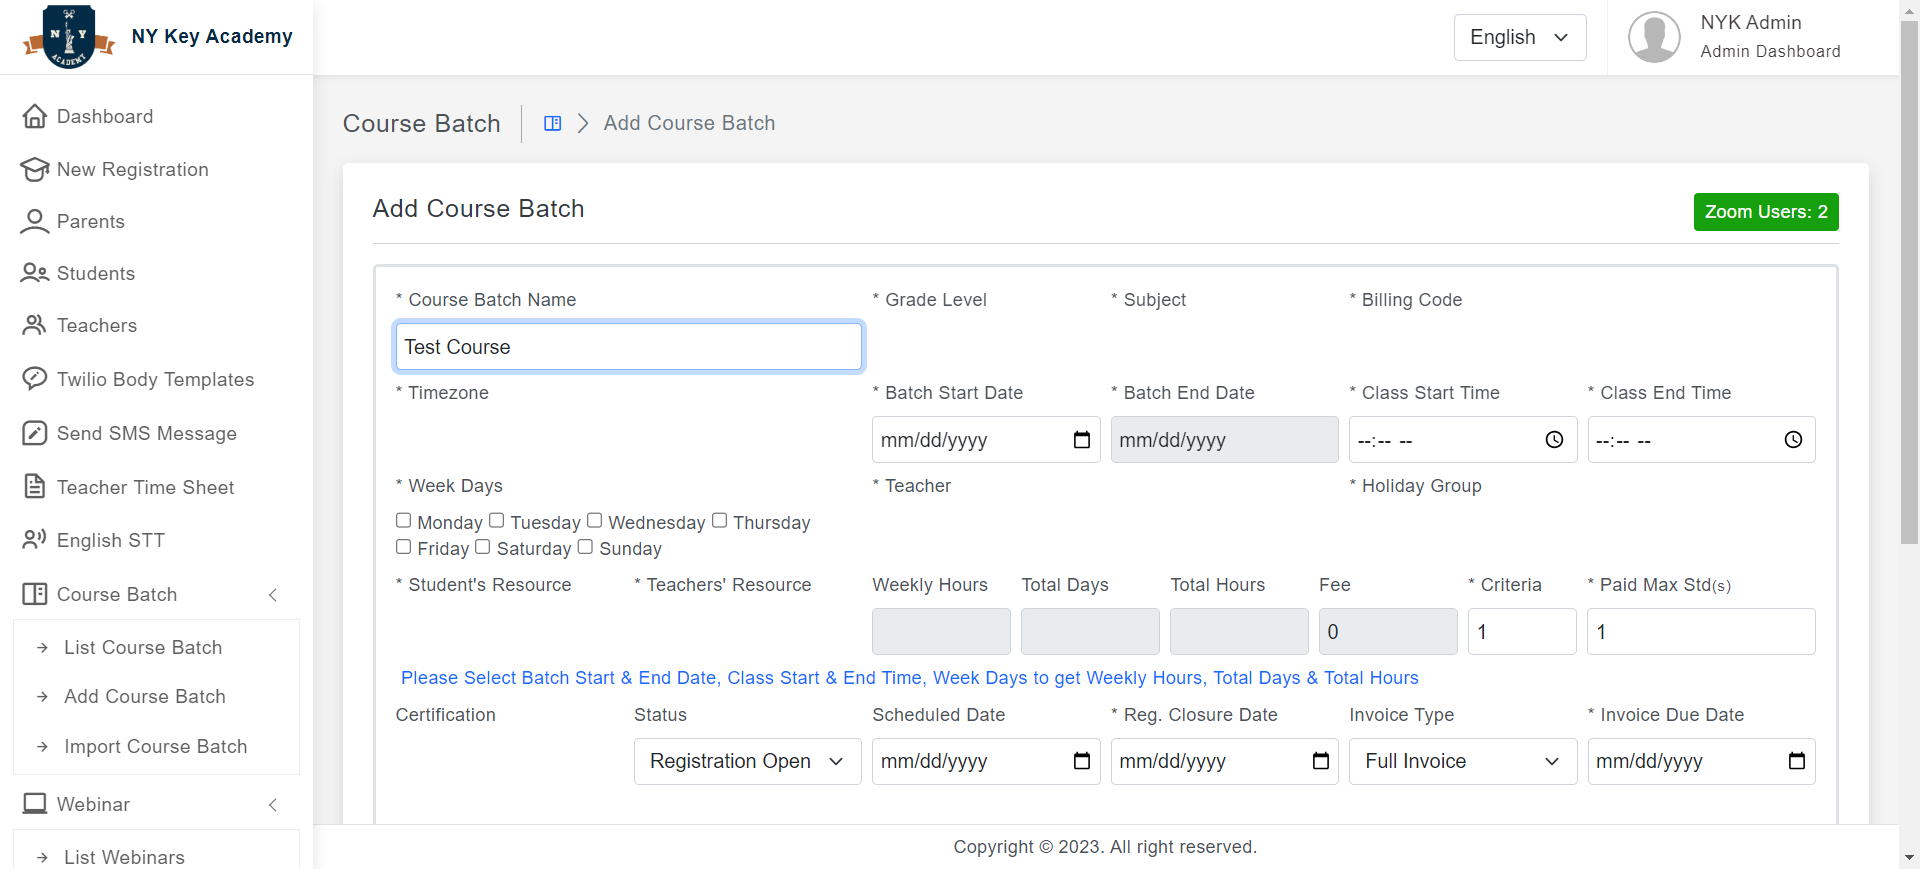 N Y
ACADEMY
NY Key Academy
English
NYK Admin
Admin Dashboard
Dashboard
New Registration
Parents
Students
Teachers
Twilio Body Templates
Send SMS Message
Teacher Time Sheet
English STT
Course Batch
List Course Batch
Add Course Batch
Import Course Batch
Webinar
List Webinars
Course Batch
Add Course Batch
Add Course Batch
Zoom Users: 2
* Course Batch Name * Grade Level * Subject * Billing Code
Test Course
* Timezone * Batch Start Date * Batch End Date * Class Start Time * Class End Time
mm/dd/yyyy mm/dd/yyyy --:-- -- --:-- --
* Week Days * Teacher * Holiday Group
Monday Tuesday Wednesday Thursday
Friday Saturday Sunday
* Student's Resource * Teachers' Resource Weekly Hours Total Days Total Hours Fee * Criteria * Paid Max Std(s)
0 1 1
Please Select Batch Start & End Date, Class Start & End Time, Week Days to get Weekly Hours, Total Days & Total Hours
Certification Status Scheduled Date * Reg. Closure Date Invoice Type * Invoice Due Date
Registration Open mm/dd/yyyy mm/dd/yyyy Full Invoice mm/dd/yyyy
Copyright © 2023. All right reserved.